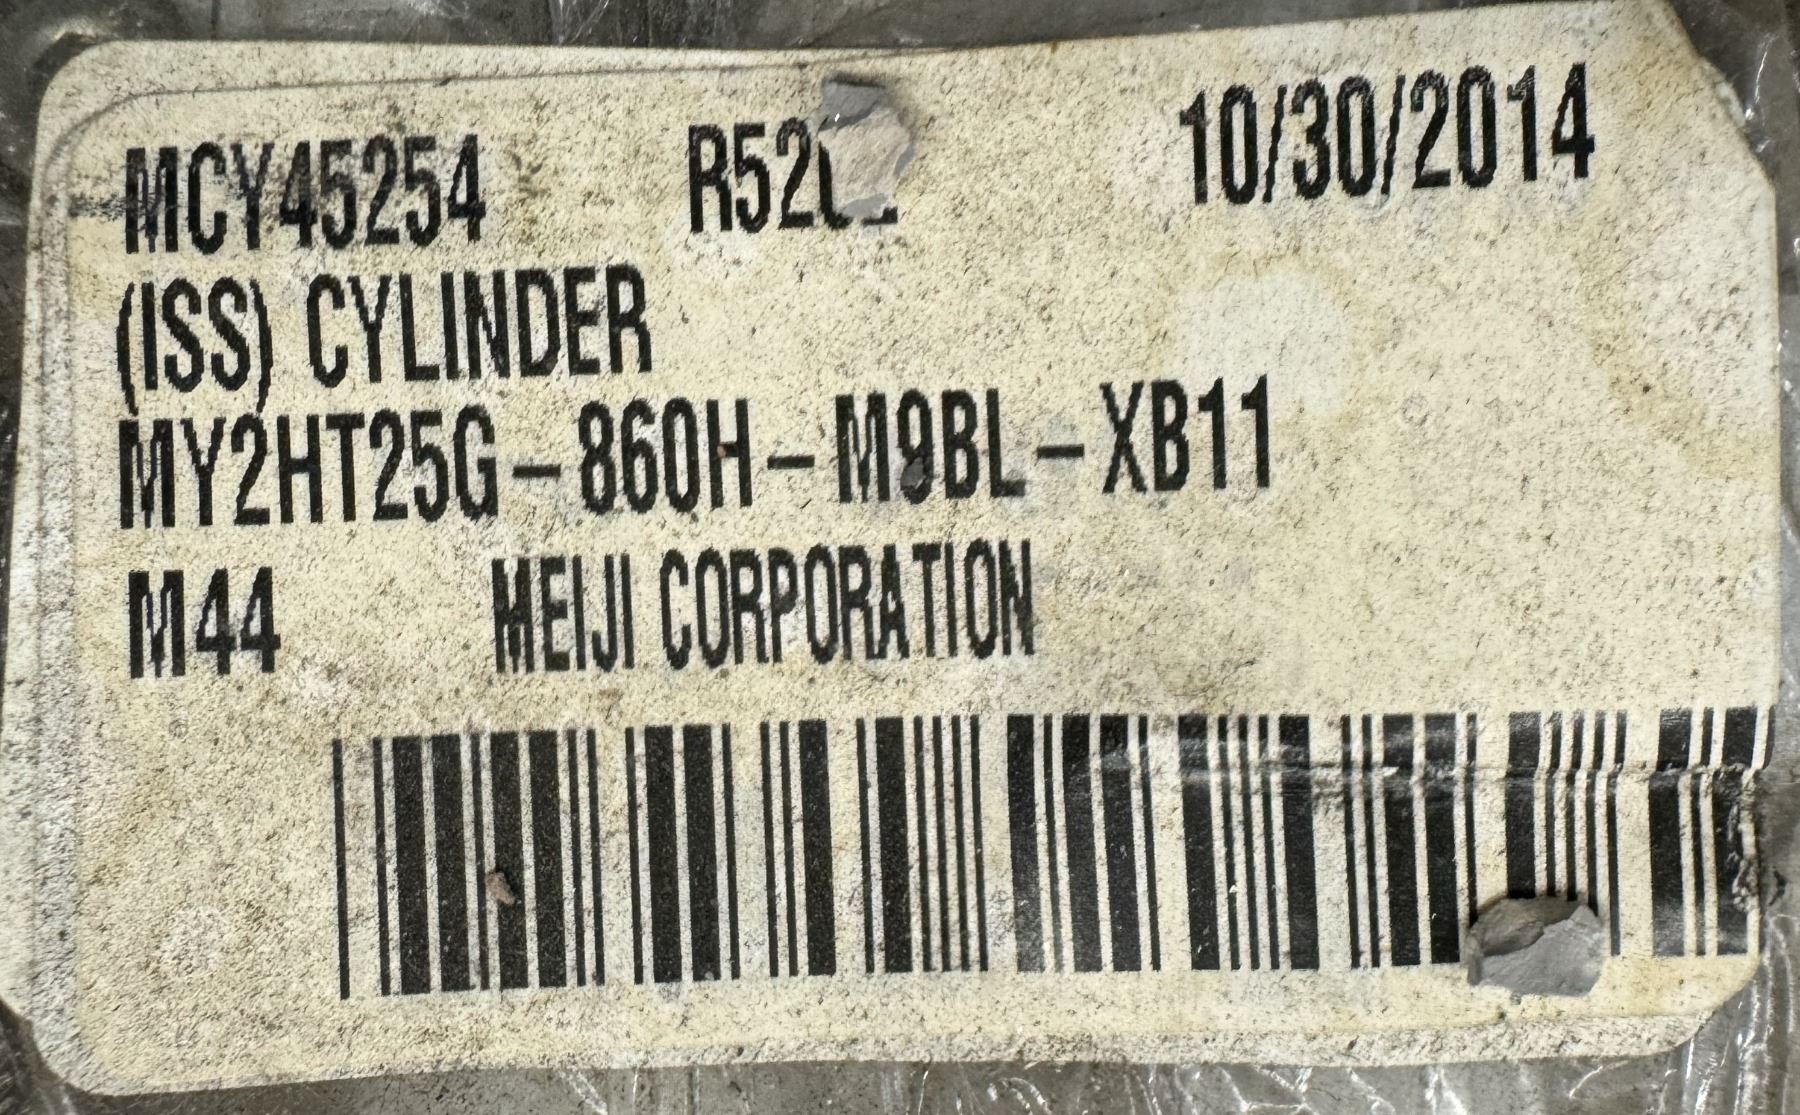 MCY45254 10/30/2014
(ISS) CYLINDER
MY2HT25G-860H-M9BL-XB11
M44 MEIJI CORPORATION